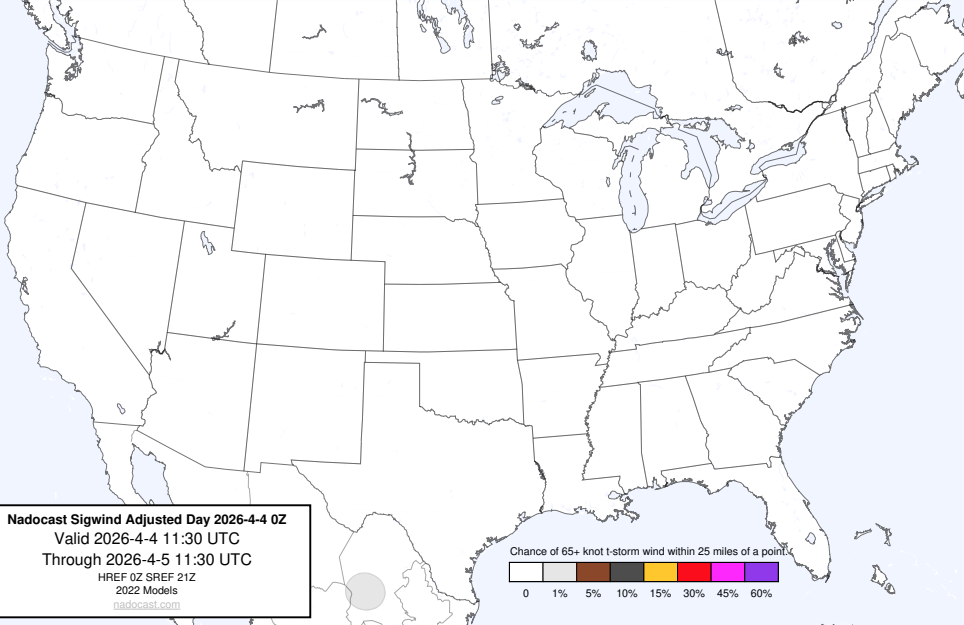 Nadocast Sigwind Adjusted Day 2026-4-4 0Z
Valid 2026-4-4 11:30 UTC
Through 2026-4-5 11:30 UTC
HREF 0Z SREF 21Z
2022 Models
nadocast.com
Chance of 65+ knot t-storm wind within 25 miles of a point.
0 1% 5% 10% 15% 30% 45% 60%